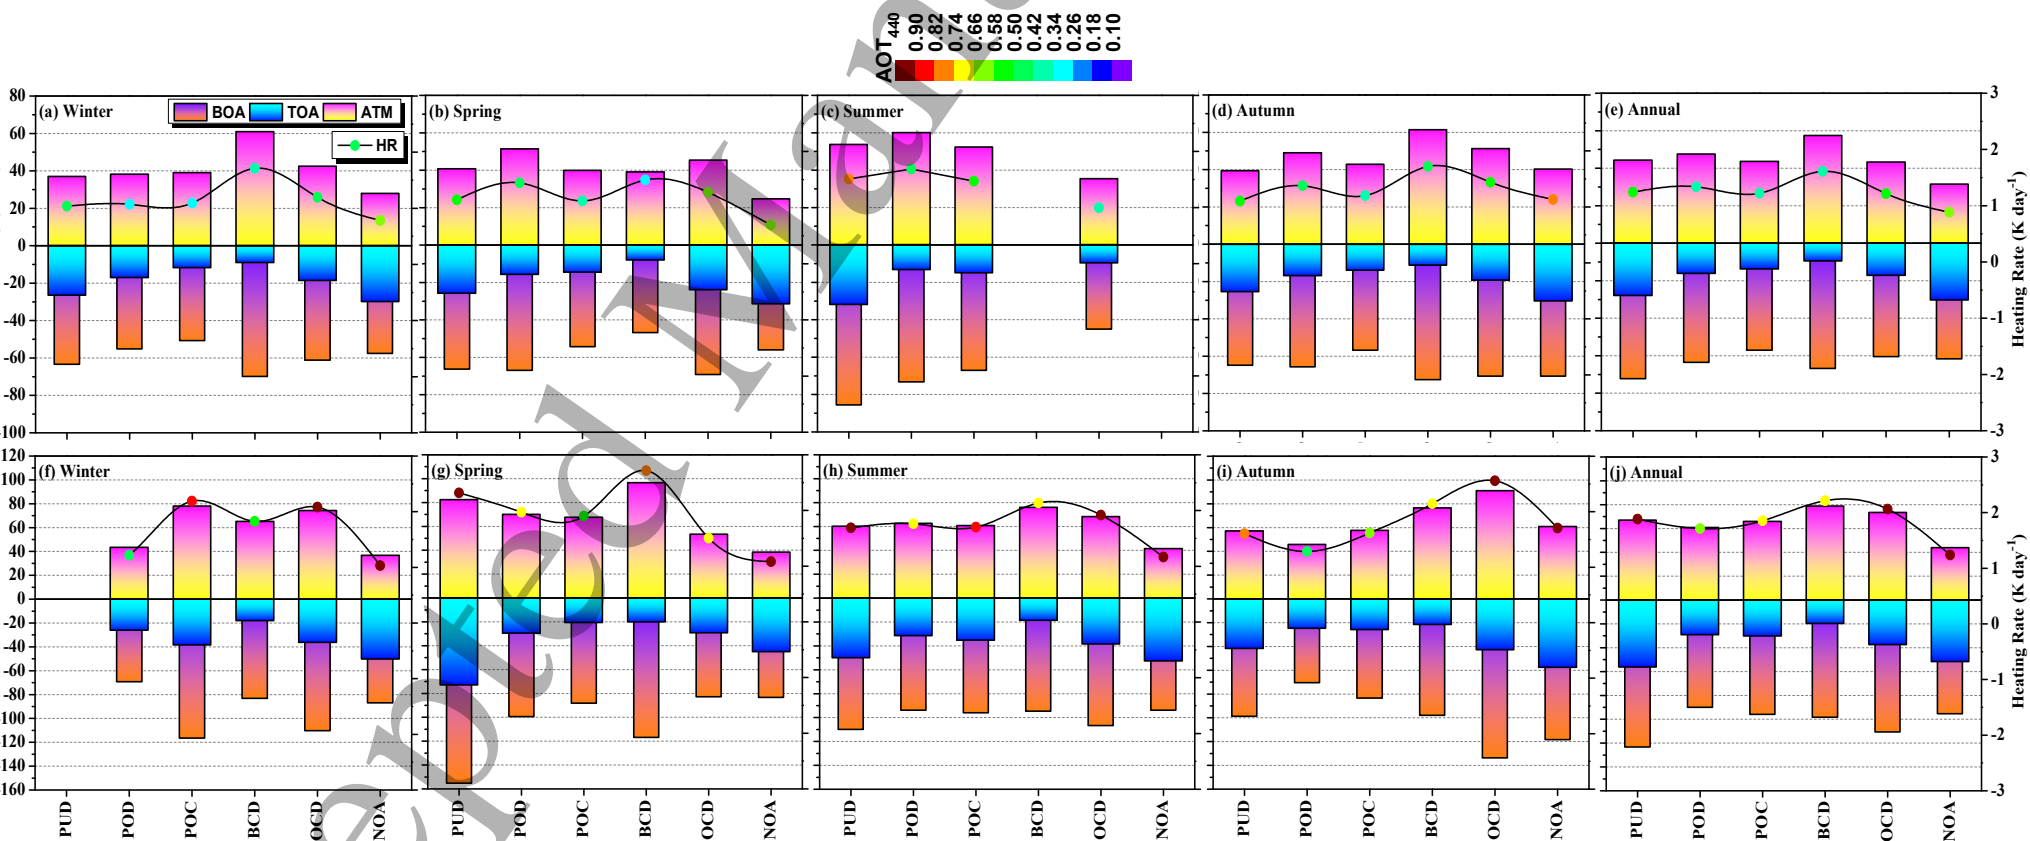 AOT440
0.90
0.82
0.74
0.66
0.58
0.50
0.42
0.34
0.26
0.18
0.10
(a) Winter
BOA TOA ATM
HR
(b) Spring
(c) Summer
(d) Autumn
(e) Annual
80
60
40
20
0
-20
-40
-60
-80
-100
3
2
1
0
-1
-2
-3
Heating Rate (K day-1)
(f) Winter
(g) Spring
(h) Summer
(i) Autumn
(j) Annual
120
100
80
60
40
20
0
-20
-40
-60
-80
100
120
140
160
3
2
1
0
-1
-2
-3
Heating Rate (K day-1)
PUD POD POC BCD OCD NOA
PUD POD POC BCD OCD NOA
PUD POD POC BCD OCD NOA
PUD POD POC BCD OCD NOA
PUD POD POC BCD OCD NOA
epted Man